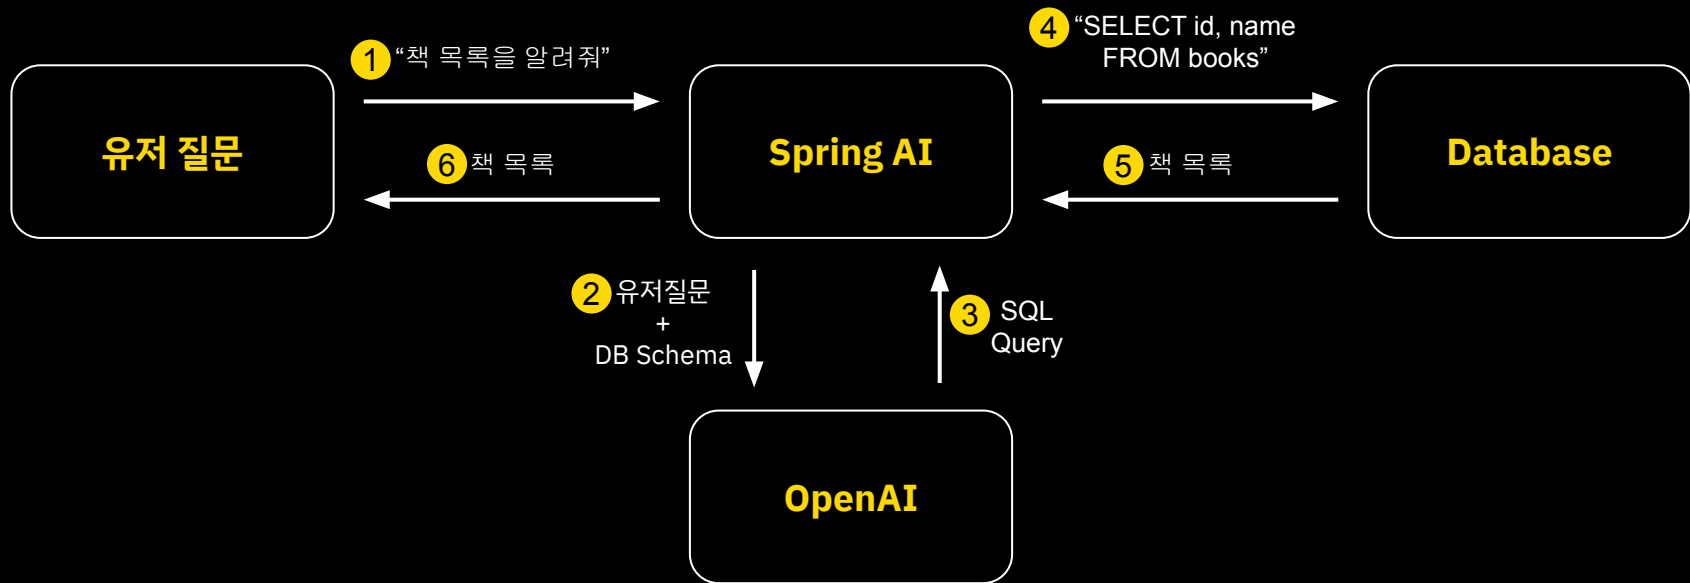 1 “책 목록을 알려줘”
4 “SELECT id, name
FROM books”
유저 질문
Spring AI
Database
6 책 목록
5 책 목록
2 유저질문
+
DB Schema
3 SQL
Query
OpenAI